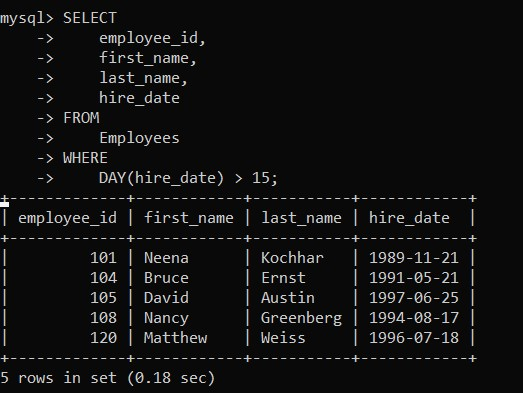 mysql> SELECT
    ->     employee_id,
    ->     first_name,
    ->     last_name,
    ->     hire_date
    -> FROM
    ->     Employees
    -> WHERE
    ->     DAY(hire_date) > 15;
+-------------+------------+-----------+------------+
| employee_id | first_name | last_name | hire_date  |
+-------------+------------+-----------+------------+
|         101 | Neena      | Kochhar   | 1989-11-21 |
|         104 | Bruce      | Ernst     | 1991-05-21 |
|         105 | David      | Austin    | 1997-06-25 |
|         108 | Nancy      | Greenberg | 1994-08-17 |
|         120 | Matthew    | Weiss     | 1996-07-18 |
+-------------+------------+-----------+------------+
5 rows in set (0.18 sec)